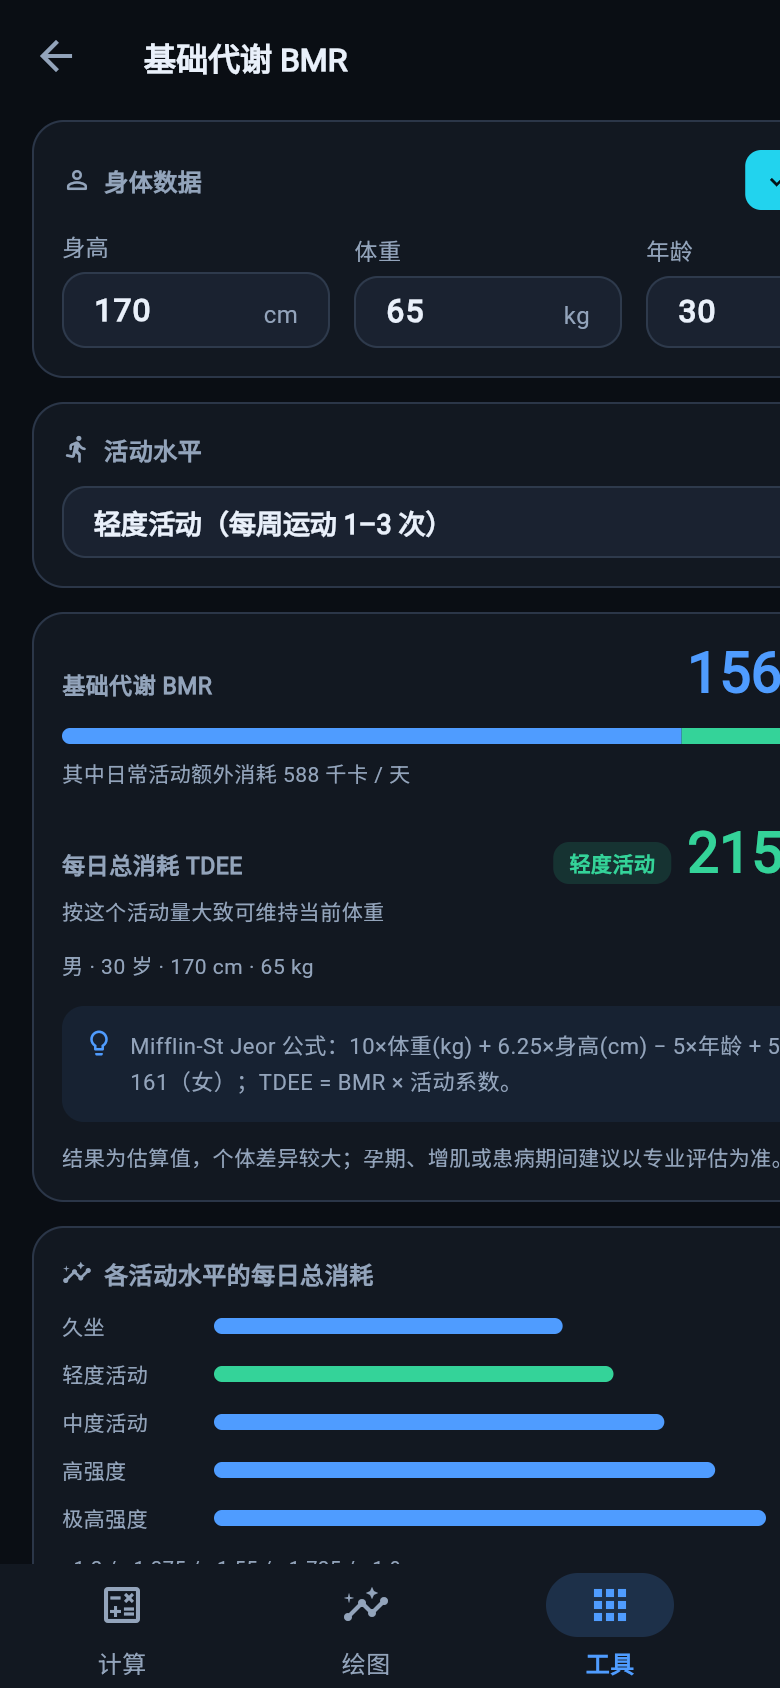 基础代谢 BMR
身体数据
身高
体重
年龄
170 cm
65 kg
30
活动水平
轻度活动（每周运动 1–3 次）
基础代谢 BMR
156
其中日常活动额外消耗 588 千卡 / 天
每日总消耗 TDEE
轻度活动
215
按这个活动量大致可维持当前体重
男 · 30 岁 · 170 cm · 65 kg
Mifflin-St Jeor 公式：10×体重(kg) + 6.25×身高(cm) − 5×年龄 + 5
161（女）；TDEE = BMR × 活动系数。
结果为估算值，个体差异较大；孕期、增肌或患病期间建议以专业评估为准。
各活动水平的每日总消耗
久坐
轻度活动
中度活动
高强度
极高强度
计算
绘图
工具